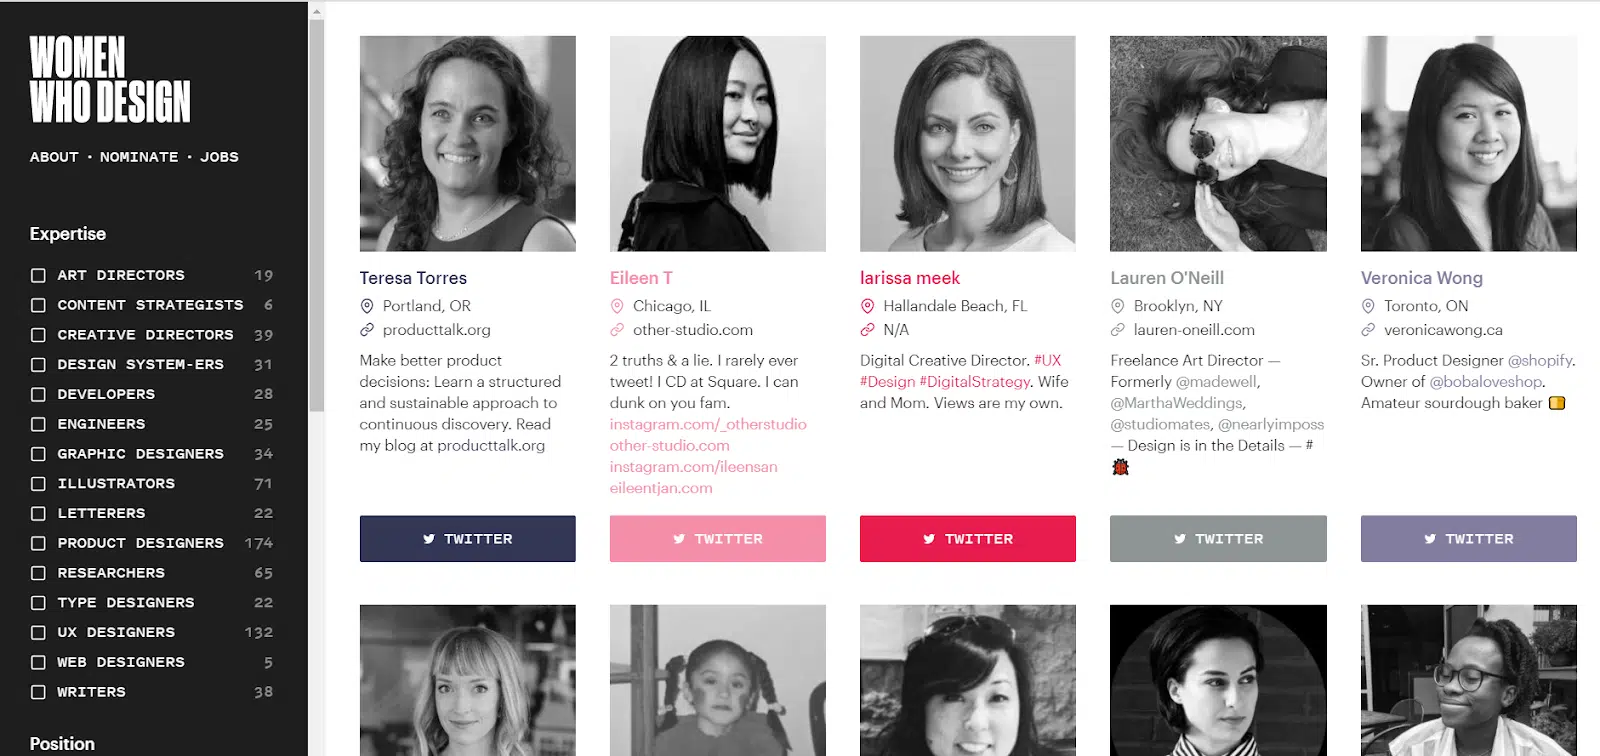 WOMEN
WHO DESIGN
ABOUT · NOMINATE · JOBS
Expertise
ART DIRECTORS 19
CONTENT STRATEGISTS 6
CREATIVE DIRECTORS 39
DESIGN SYSTEM-ERS 31
DEVELOPERS 28
ENGINEERS 25
GRAPHIC DESIGNERS 34
ILLUSTRATORS 71
LETTERERS 22
PRODUCT DESIGNERS 174
RESEARCHERS 65
TYPE DESIGNERS 22
UX DESIGNERS 132
WEB DESIGNERS 5
WRITERS 38
Position
Teresa Torres
Portland, OR
producttalk.org
Make better product
decisions: Learn a structured
and sustainable approach to
continuous discovery. Read
my blog at producttalk.org
TWITTER
Eileen T
Chicago, IL
other-studio.com
2 truths & a lie. I rarely ever
tweet! I CD at Square. I can
dunk on you fam.
instagram.com/_otherstudio
other-studio.com
instagram.com/ileensan
eileentjan.com
TWITTER
larissa meek
Hallandale Beach, FL
N/A
Digital Creative Director. #UX
#Design #DigitalStrategy. Wife
and Mom. Views are my own.
TWITTER
Lauren O'Neill
Brooklyn, NY
lauren-oneill.com
Freelance Art Director —
Formerly @madewell,
@MarthaWeddings,
@studiomates, @nearlyimposs
— Design is in the Details — #
🐞
TWITTER
Veronica Wong
Toronto, ON
veronicawong.ca
Sr. Product Designer @shopify.
Owner of @bobaloveshop.
Amateur sourdough baker 🍞
TWITTER